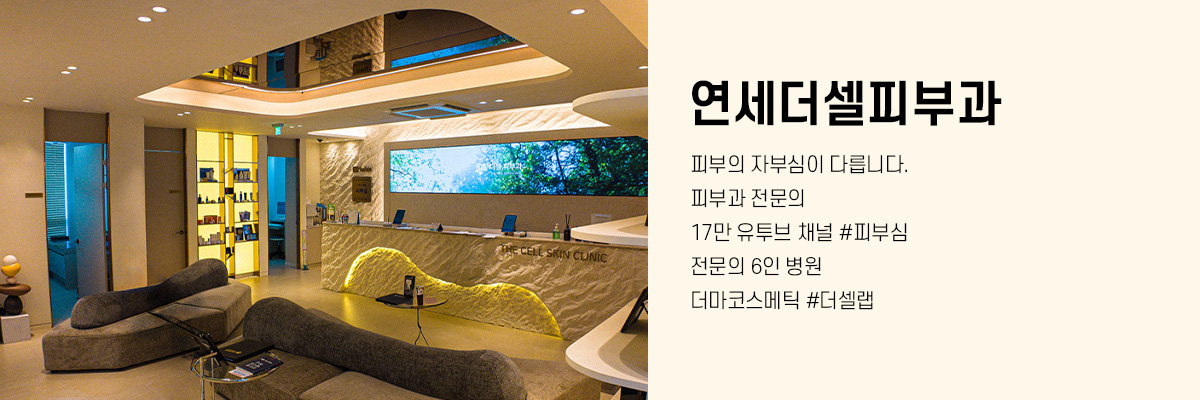 THE CELL SKIN CLINIC
연세더셀피부과
피부의 자부심이 다릅니다.
피부과 전문의
17만 유투브 채널 #피부심
전문의 6인 병원
더마코스메틱 #더셀랩